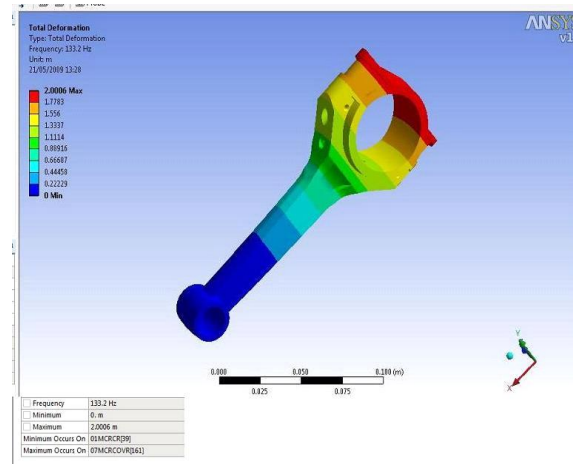 Probe
Total Deformation
Type: Total Deformation
Frequency: 133.2 Hz
Unit: m
21/05/2009 13:28
2.0006 Max
1.7783
1.556
1.3337
1.1114
0.88916
0.66687
0.44458
0.22229
0 Min
ANSY
v1
0.000
0.050
0.100 (m)
0.025
0.075
Y
X
Frequency 133.2 Hz
Minimum 0. m
Maximum 2.0006 m
Minimum Occurs On 01MCRCR[39]
Maximum Occurs On 07MCRCOVR[161]